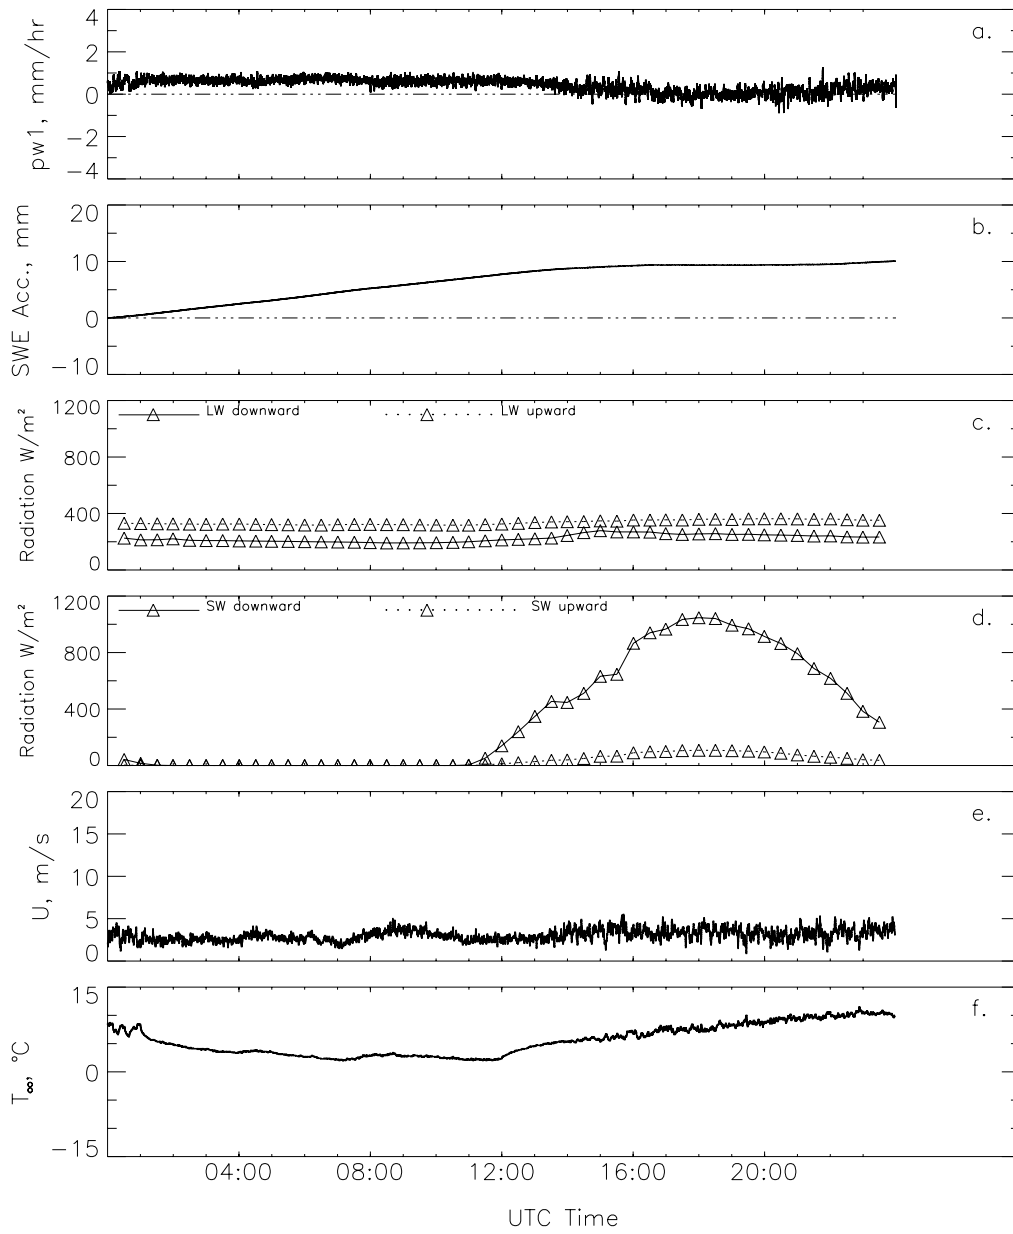 4
2
0
−2
−4
pw1, mm/hr
a.
20
10
0
−10
SWE Acc., mm
b.
1200
800
400
0
Radiation W/m²
LW downward
LW upward
c.
1200
800
400
0
Radiation W/m²
SW downward
SW upward
d.
20
15
10
5
0
U, m/s
e.
15
0
−15
T∞, °C
f.
04:00 08:00 12:00 16:00 20:00
UTC Time